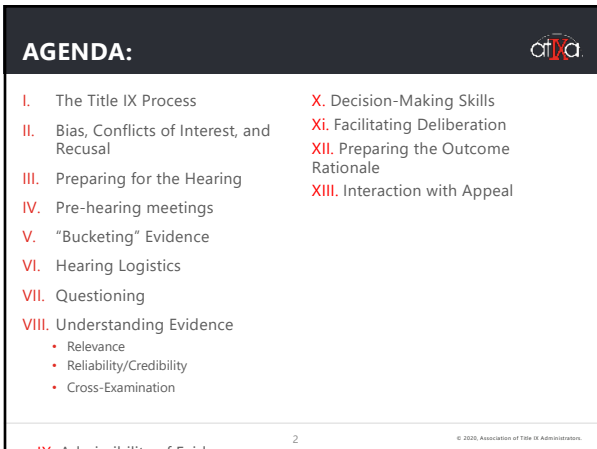 AGENDA:
atIXa.
I. The Title IX Process
II. Bias, Conflicts of Interest, and
Recusal
III. Preparing for the Hearing
IV. Pre-hearing meetings
V. “Bucketing” Evidence
VI. Hearing Logistics
VII. Questioning
VIII. Understanding Evidence
• Relevance
• Reliability/Credibility
• Cross-Examination
X. Decision-Making Skills
Xi. Facilitating Deliberation
XII. Preparing the Outcome
Rationale
XIII. Interaction with Appeal
2
© 2020, Association of Title IX Administrators.